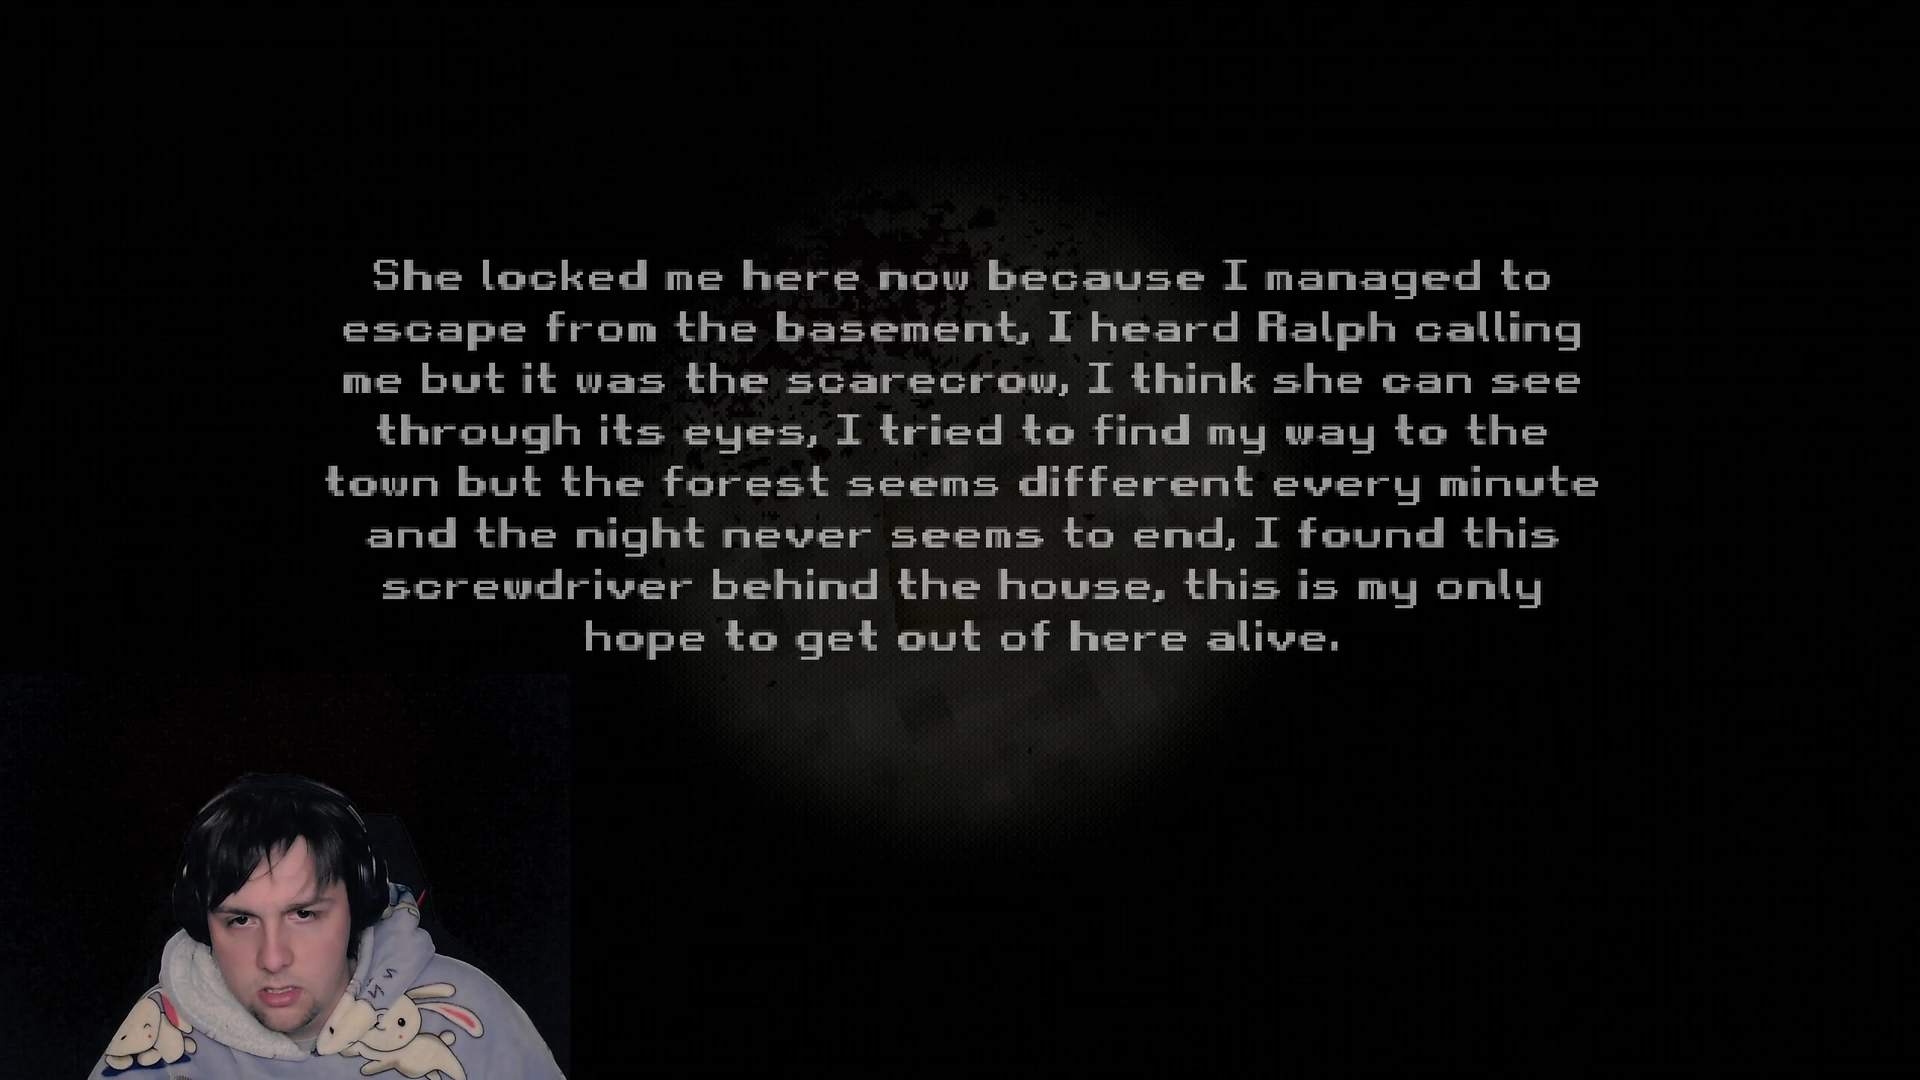 She locked me here now because I managed to
escape from the basement, I heard Ralph calling
me but it was the scarecrow, I think she can see
through its eyes, I tried to find my way to the
town but the forest seems different every minute
and the night never seems to end, I found this
screwdriver behind the house, this is my only
hope to get out of here alive.